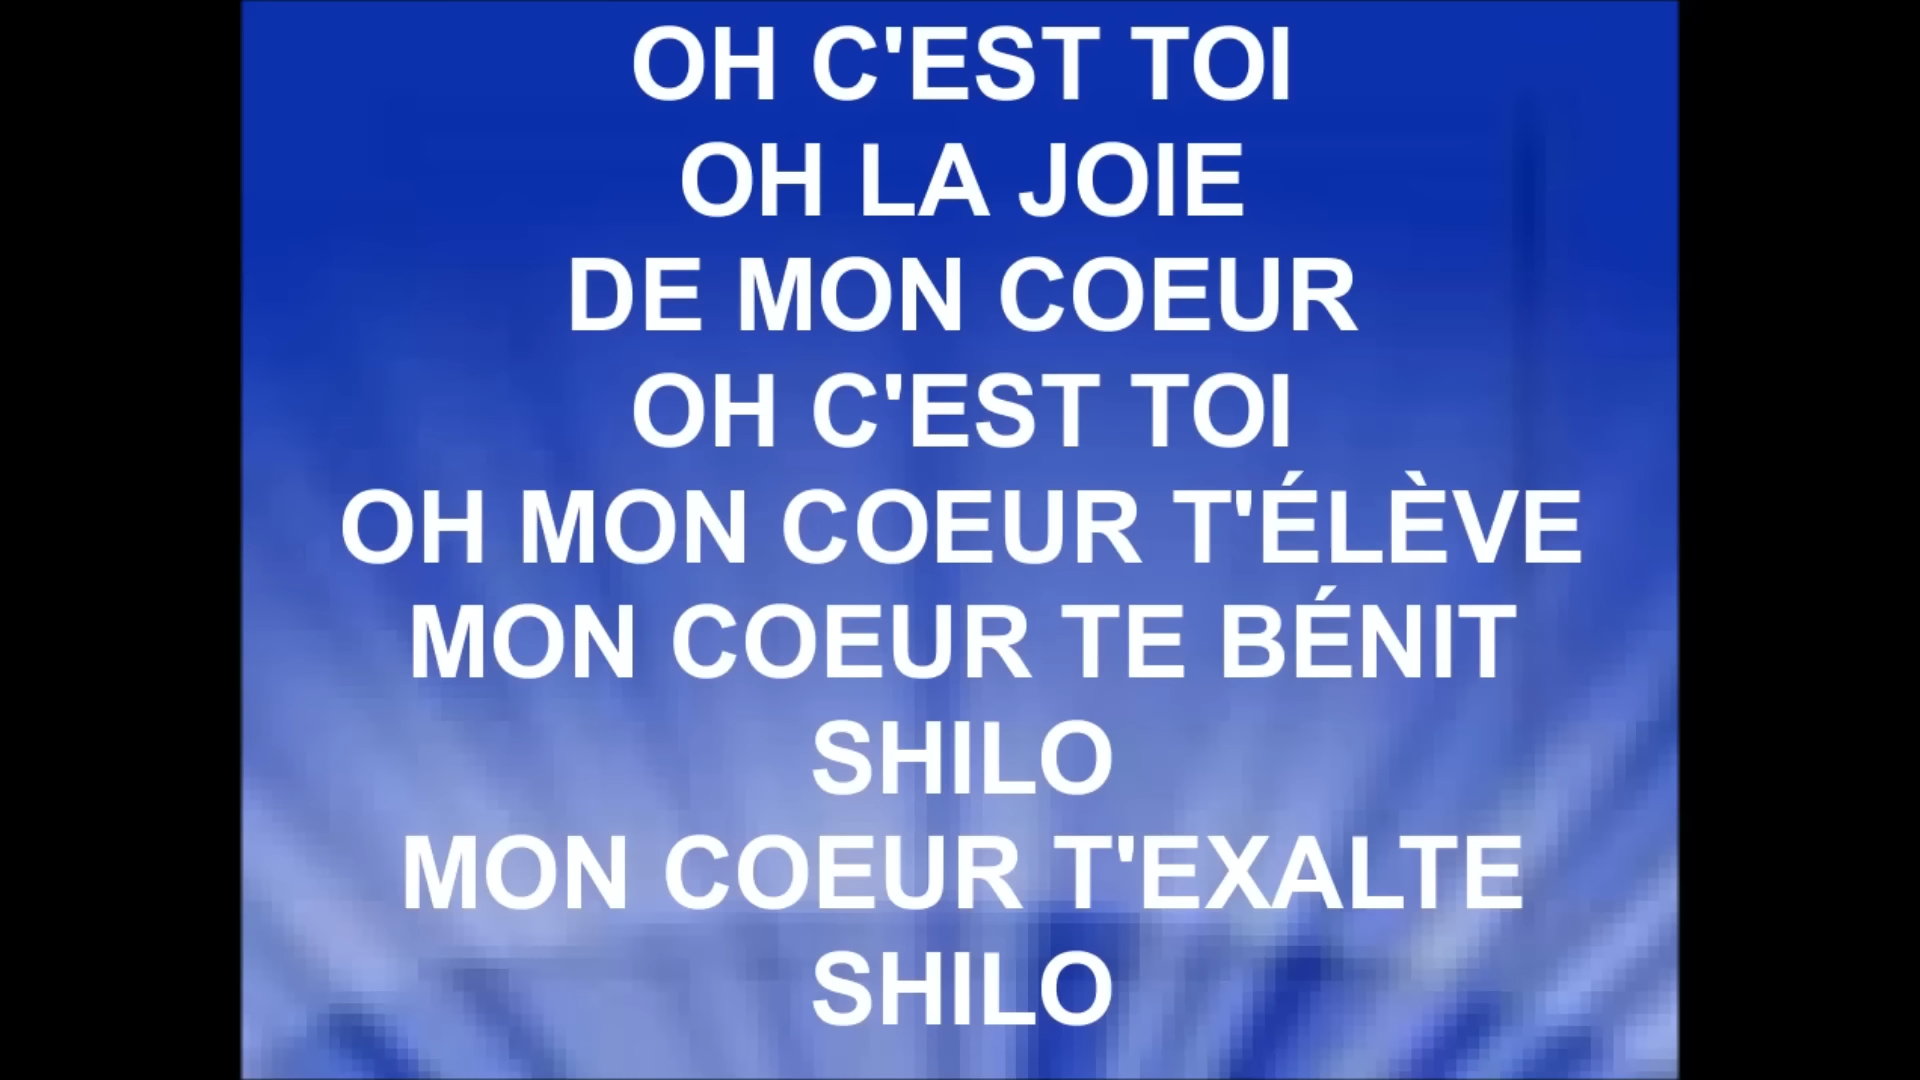 OH C'EST TOI
OH LA JOIE
DE MON COEUR
OH C'EST TOI
OH MON COEUR T'ÉLÈVE
MON COEUR TE BÉNIT
SHILO
MON COEUR T'EXALTE
SHILO